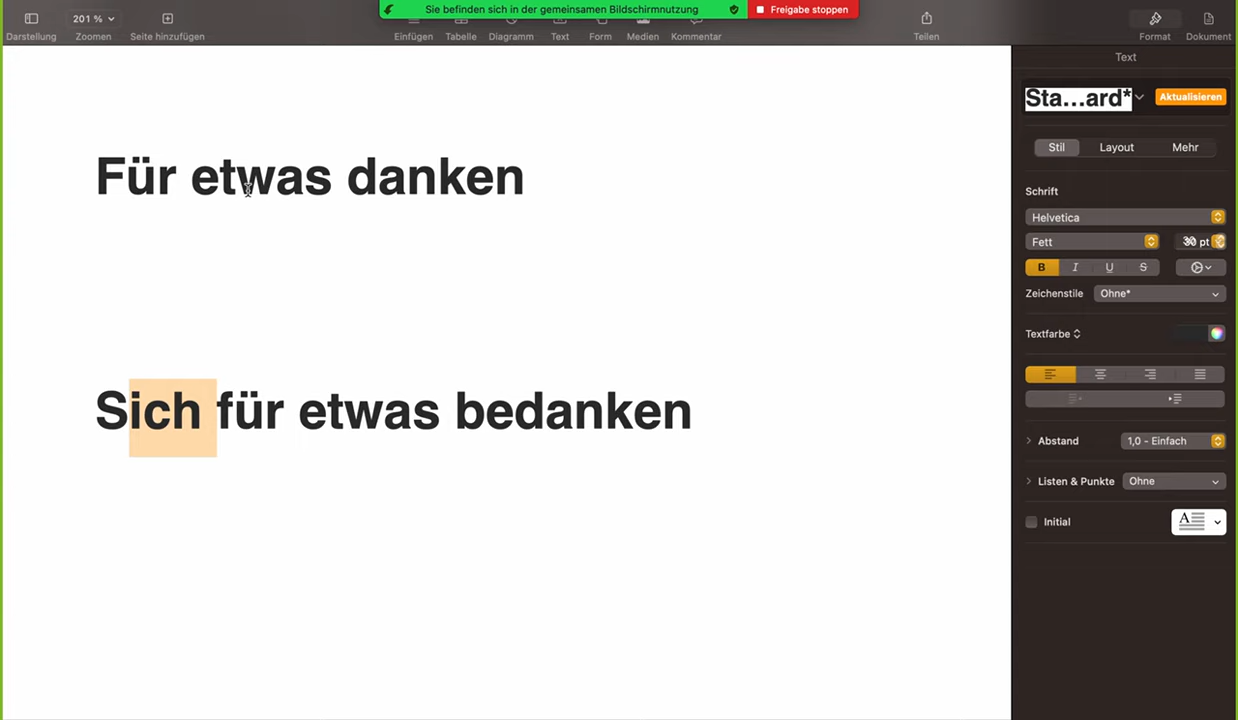 Sie befinden sich in der gemeinsamen Bildschirmnutzung
Freigabe stoppen
201 %
Darstellung
Zoomen
Seite hinzufügen
Einfügen
Tabelle
Diagramm
Text
Form
Medien
Kommentar
Teilen
Format
Dokument
Text
Sta...ard*
Aktualisieren
Stil
Layout
Mehr
Schrift
Helvetica
Fett
pt
B I U S
Zeichenstile
Ohne*
Textfarbe
Abstand
1,0 - Einfach
Listen & Punkte
Ohne
Initial
A
Für etwas danken
Sich für etwas bedanken